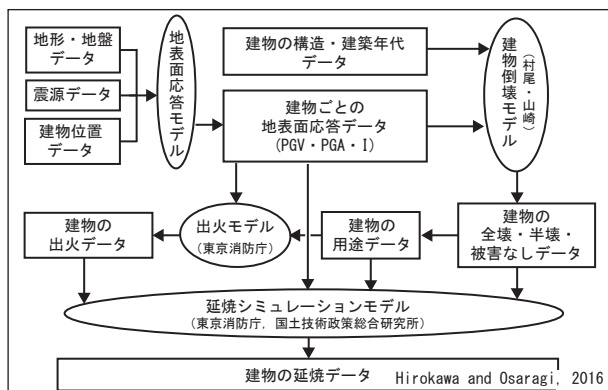 地形・地盤
データ
震源データ
建物位置
データ
地表面応答モデル
建物の構造・建築年代
データ
建物ごとの
地表面応答データ
(PGV・PGA・I)
建物倒壊モデル
(村尾・山崎)
建物の
出火データ
出火モデル
(東京消防庁)
建物の
用途データ
建物の
全壊・半壊・
被害なしデータ
延焼シミュレーションモデル
(東京消防庁, 国土技術政策総合研究所)
建物の延焼データ
Hirokawa and Osaragi, 2016